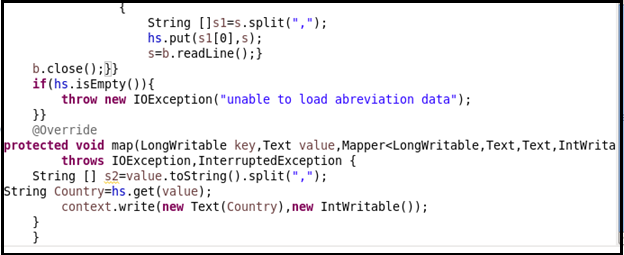 {
String []s1=s.split(",");
hs.put(s1[0],s);
s=b.readLine();}
b.close();}}
if(hs.isEmpty()){
throw new IOException("unable to load abreviation data");
}}
@Override
protected void map(LongWritable key,Text value,Mapper<LongWritable,Text,Text,IntWrita
throws IOException,InterruptedException {
String [] s2=value.toString().split(",");
String Country=hs.get(value);
context.write(new Text(Country),new IntWritable());
}
}